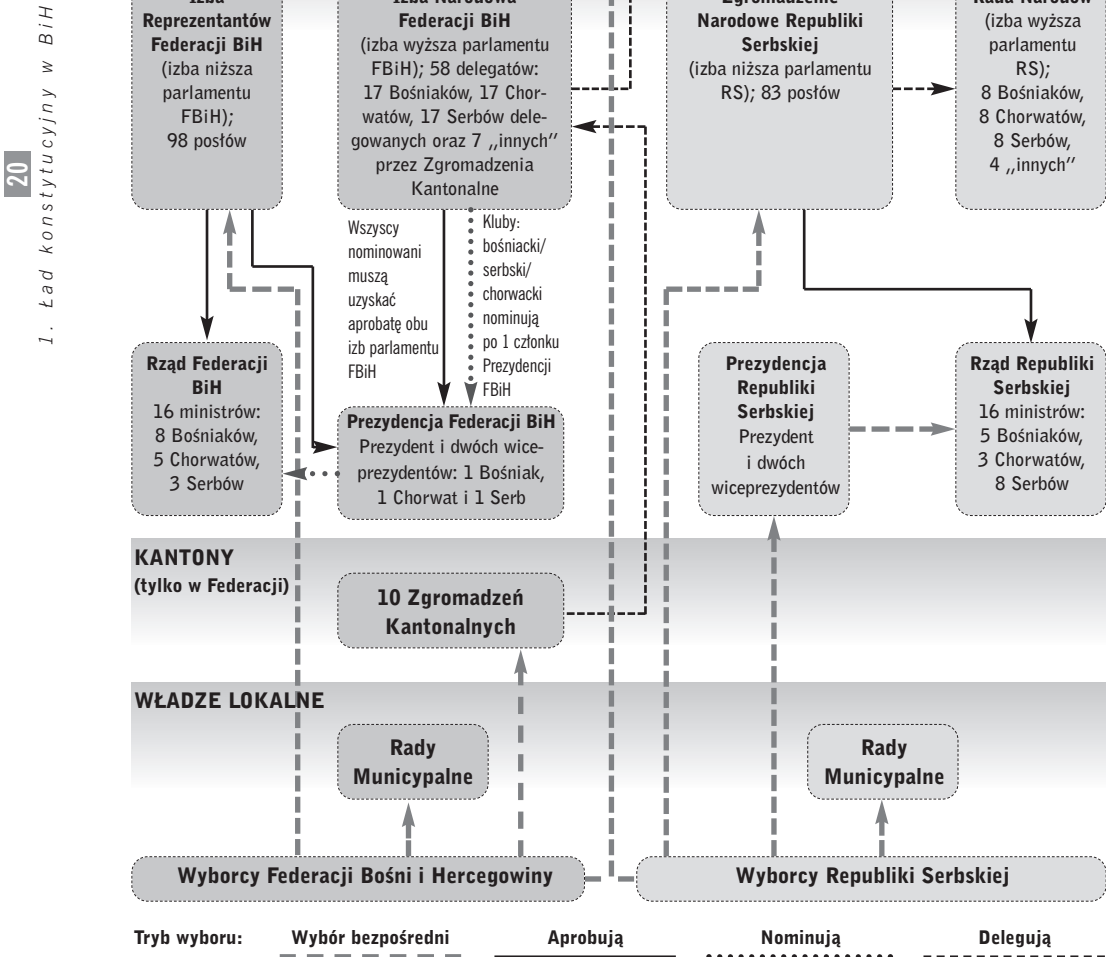 20
1. Ład konstytucyjny w BiH
Izba
Reprezentantów
Federacji BiH
(izba niższa
parlamentu
FBiH);
98 posłów
Izba Narodowa
Federacji BiH
(izba wyższa parlamentu
FBiH); 58 delegatów:
17 Bośniaków, 17 Chor-
watów, 17 Serbów dele-
gowanych oraz 7 ,,innych''
przez Zgromadzenia
Kantonalne
Zgromadzenie
Narodowe Republiki
Serbskiej
(izba niższa parlamentu
RS); 83 posłów
Rada Narodów
(izba wyższa
parlamentu
RS);
8 Bośniaków,
8 Chorwatów,
8 Serbów,
4 ,,innych''
Wszyscy
nominowani
muszą
uzyskać
aprobatę obu
izb parlamentu
FBiH
Kluby:
bośniacki/
serbski/
chorwacki
nominują
po 1 członku
Prezydencji
FBiH
Rząd Federacji
BiH
16 ministrów:
8 Bośniaków,
5 Chorwatów,
3 Serbów
Prezydencja Federacji BiH
Prezydent i dwóch wice-
prezydentów: 1 Bośniak,
1 Chorwat i 1 Serb
Prezydencja
Republiki
Serbskiej
Prezydent
i dwóch
wiceprezydentów
Rząd Republiki
Serbskiej
16 ministrów:
5 Bośniaków,
3 Chorwatów,
8 Serbów
KANTONY
(tylko w Federacji)
10 Zgromadzeń
Kantonalnych
WŁADZE LOKALNE
Rady
Municypalne
Rady
Municypalne
Wyborcy Federacji Bośni i Hercegowiny
Wyborcy Republiki Serbskiej
Tryb wyboru:
Wybór bezpośredni
Aprobują
Nominują
Delegują